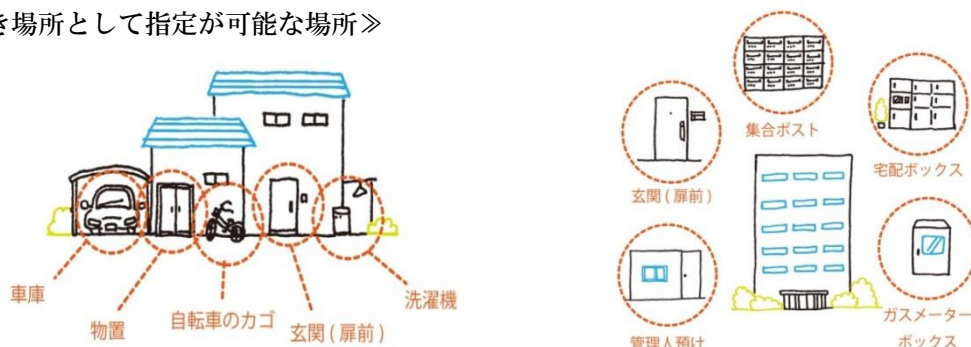 き場所として指定が可能な場所≫
車庫
物置
自転車のカゴ
玄関(扉前)
洗濯機
集合ポスト
玄関(扉前)
宅配ボックス
管理人預け
ガスメーター
ボックス